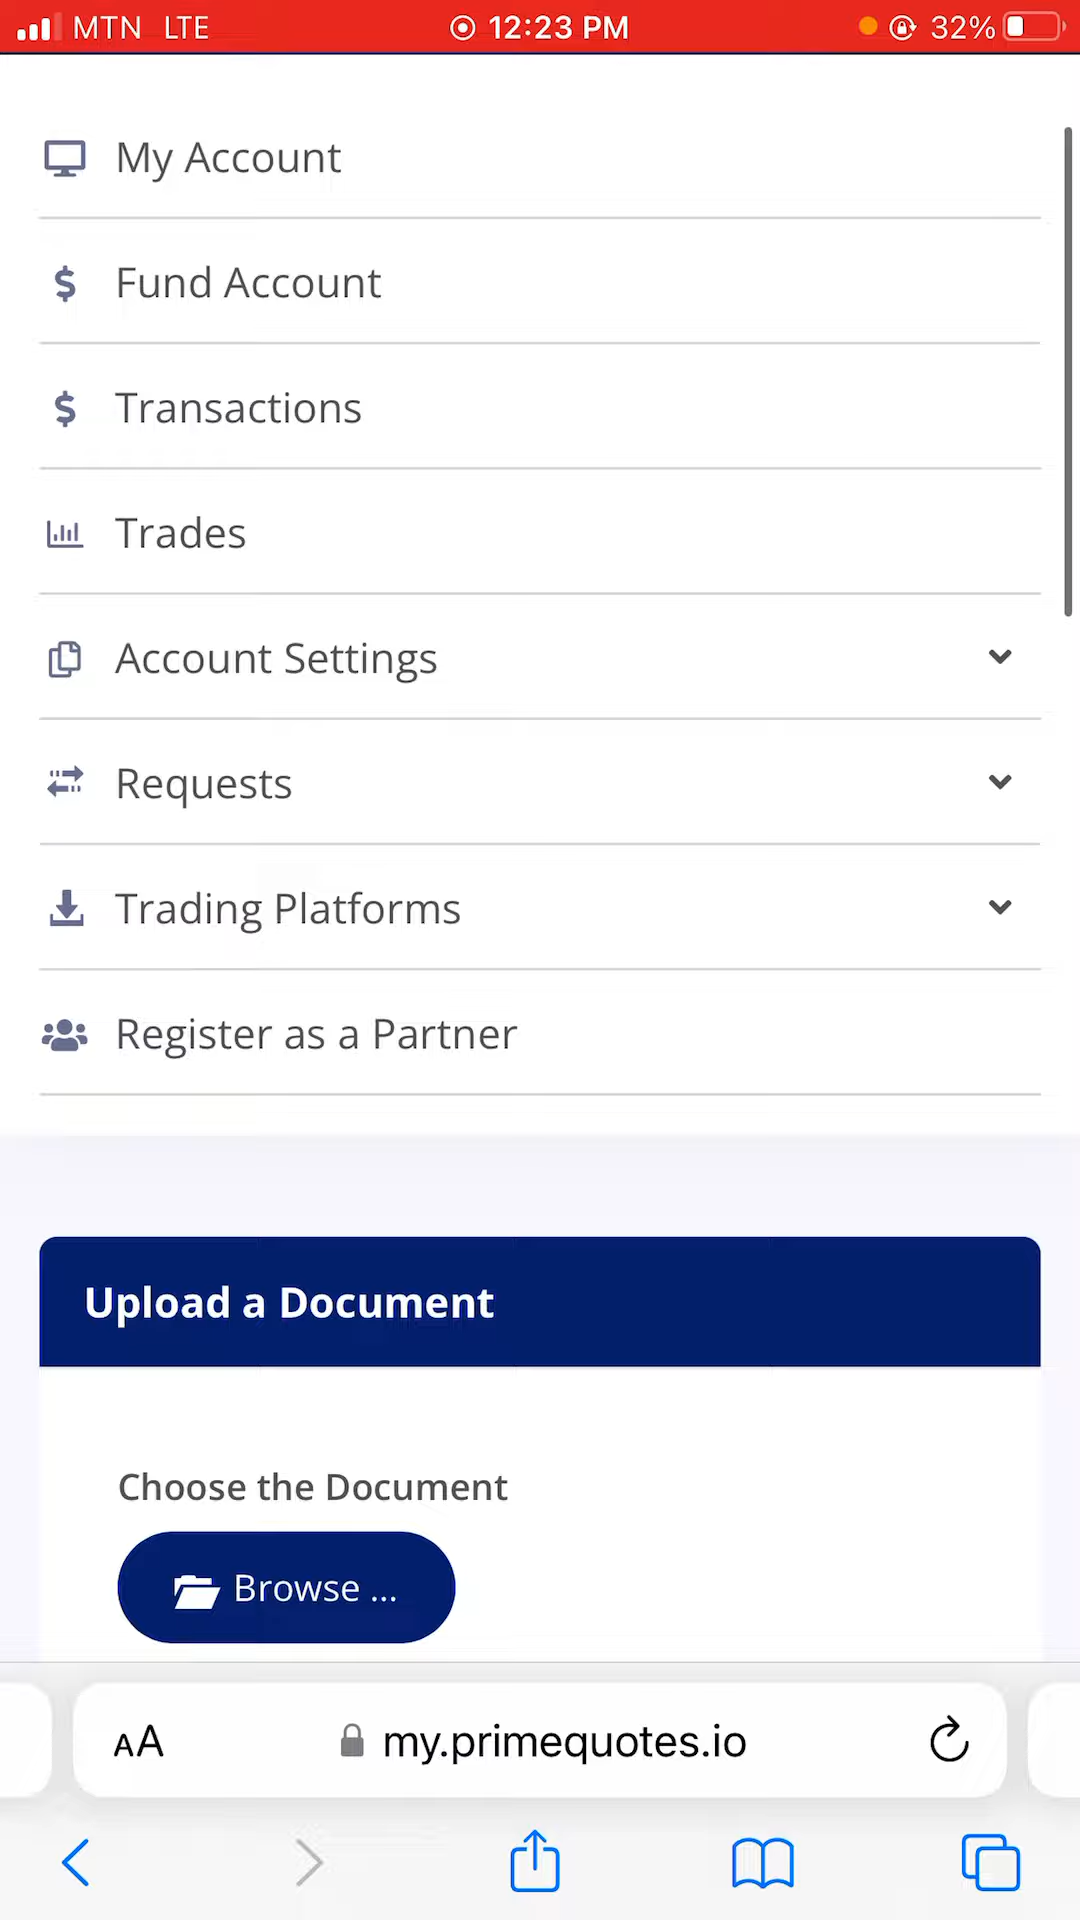 MTN LTE 12:23 PM 32%
My Account
$ Fund Account
$ Transactions
Trades
Account Settings
Requests
Trading Platforms
Register as a Partner
Upload a Document
Choose the Document
Browse ...
AA my.primequotes.io